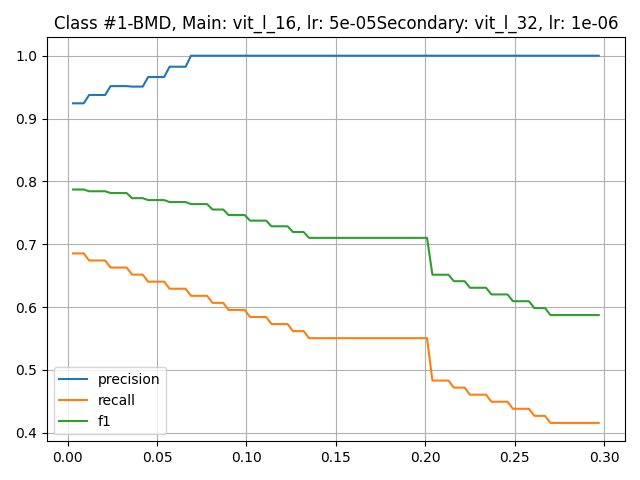 Class #1-BMD, Main: vit_l_16, lr: 5e-05Secondary: vit_l_32, lr: 1e-06
1.0
0.9
0.8
0.7
0.6
0.5
0.4
precision
recall
f1
0.00 0.05 0.10 0.15 0.20 0.25 0.30